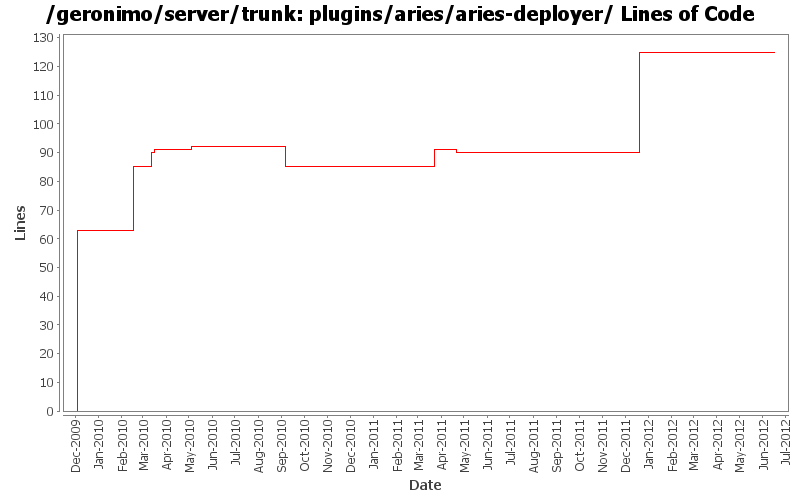 /geronimo/server/trunk: plugins/aries/aries-deployer/ Lines of Code
130
120
110
100
90
80
70
60
50
40
30
20
10
0
Lines
Dec-2009
Jan-2010
Feb-2010
Mar-2010
Apr-2010
May-2010
Jun-2010
Jul-2010
Aug-2010
Sep-2010
Oct-2010
Nov-2010
Dec-2010
Jan-2011
Feb-2011
Mar-2011
Apr-2011
May-2011
Jun-2011
Jul-2011
Aug-2011
Sep-2011
Oct-2011
Nov-2011
Dec-2011
Jan-2012
Feb-2012
Mar-2012
Apr-2012
May-2012
Jun-2012
Jul-2012
Date